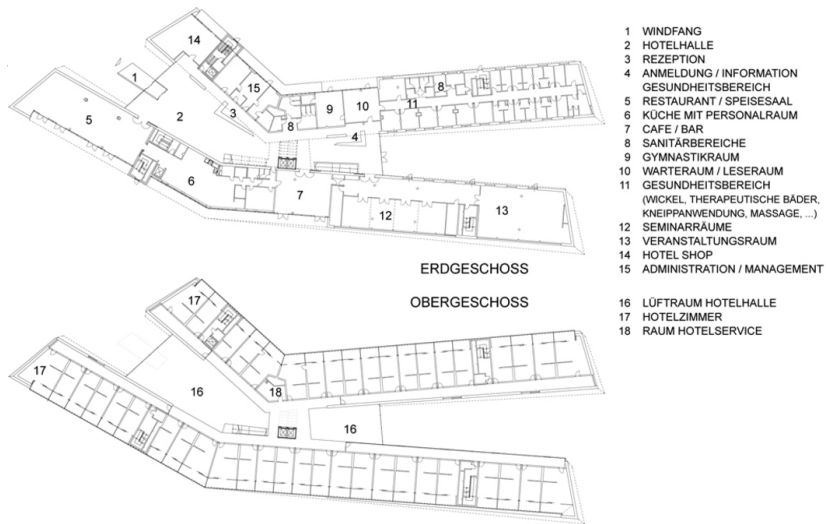 14
1
15
8
2
3
9
10
11
8
5
4
6
7
12
13
ERDGESCHOSS
OBERGESCHOSS
17
17
18
16
16
1 WINDFANG
2 HOTELHALLE
3 REZEPTION
4 ANMELDUNG / INFORMATION
GESUNDHEITSBEREICH
5 RESTAURANT / SPEISESAAL
6 KÜCHE MIT PERSONALRAUM
7 CAFE / BAR
8 SANITÄRBEREICHE
9 GYMNASTIKRAUM
10 WARTERAUM / LESERAUM
11 GESUNDHEITSBEREICH
(WICKEL, THERAPEUTISCHE BÄDER,
KNEIPPANWENDUNG, MASSAGE, ...)
12 SEMINARRÄUME
13 VERANSTALTUNGSRAUM
14 HOTEL SHOP
15 ADMINISTRATION / MANAGEMENT
16 LÜFTRAUM HOTELHALLE
17 HOTELZIMMER
18 RAUM HOTELSERVICE